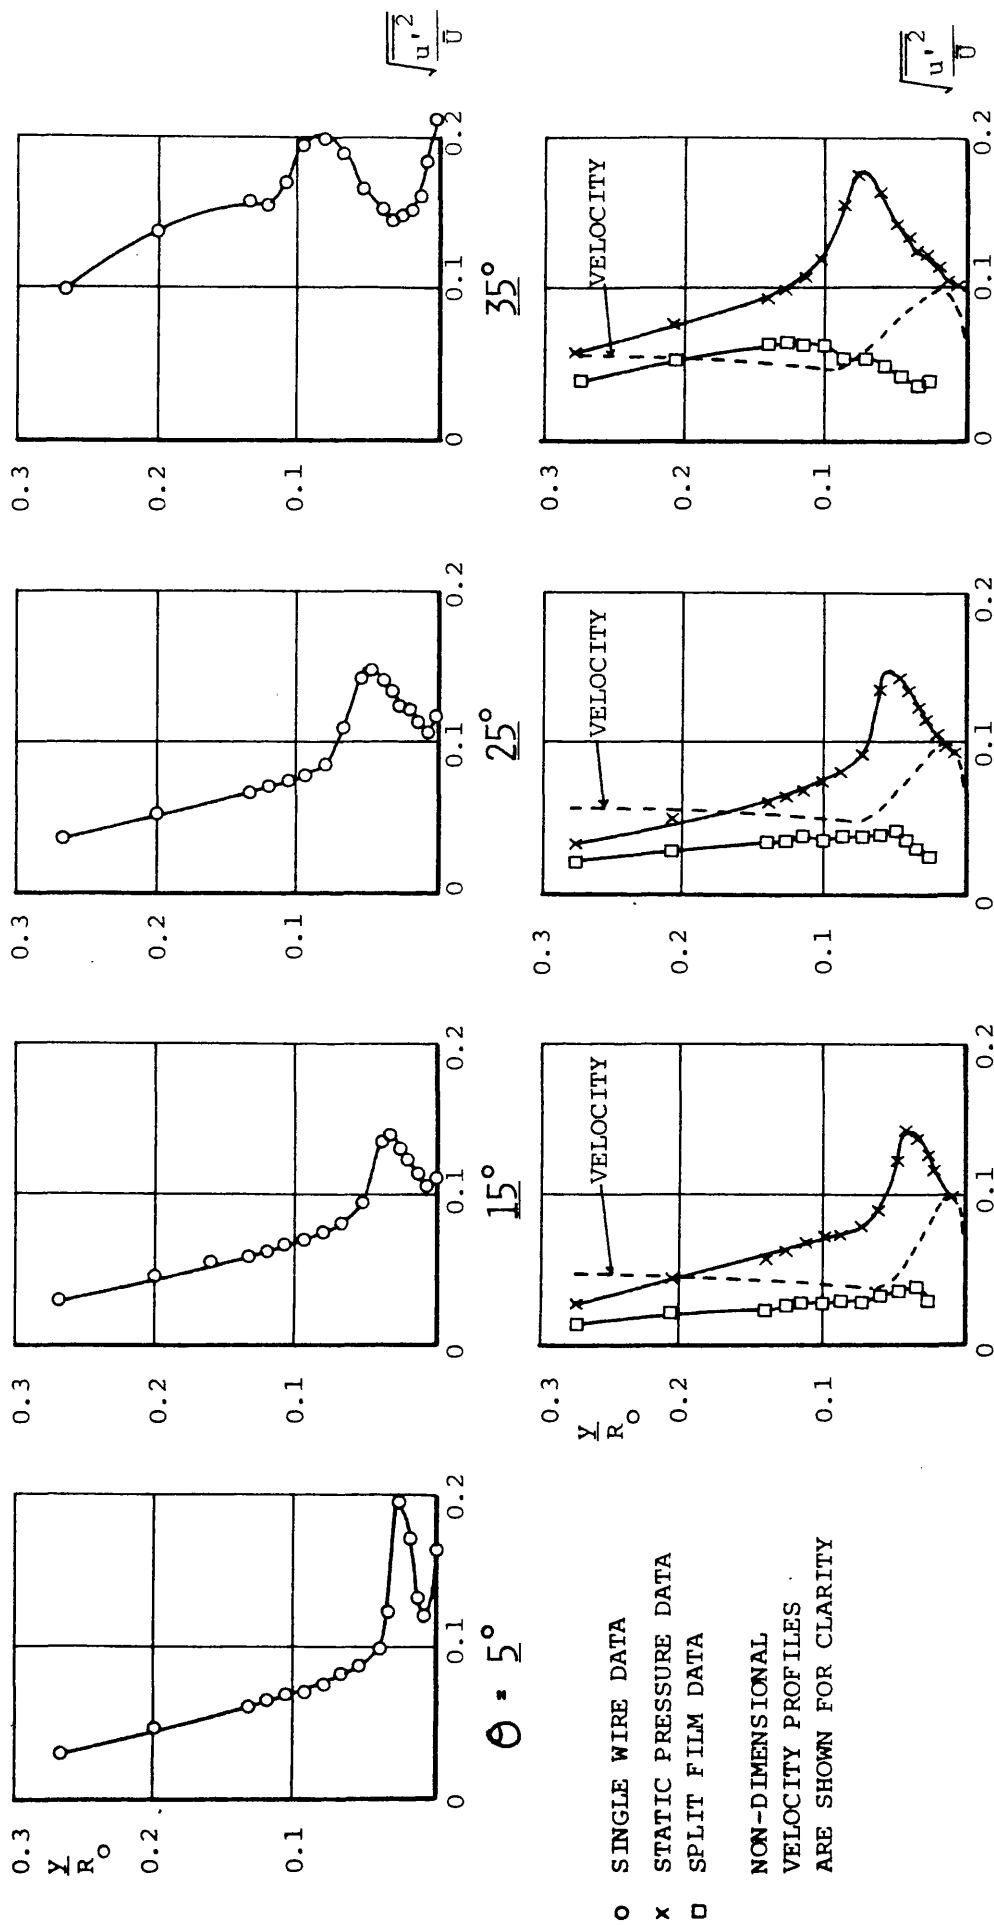 0.3
y
R o
0.2
0.1
0 0.1 0.2
0.3
0.2
0.1
0 0.1 0.2
0.3
0.2
0.1
0 0.1 0.2
0.3
0.2
0.1
0 0.1 0.2
√u'²
Ū
θ = 5°
15°
25°
35°
0.3
y
R o
0.2
0.1
VELOCITY
0 0.1 0.2
0.3
0.2
0.1
VELOCITY
0 0.1 0.2
0.3
0.2
0.1
VELOCITY
0 0.1 0.2
√u'²
Ū
o SINGLE WIRE DATA
x STATIC PRESSURE DATA
□ SPLIT FILM DATA
NON-DIMENSIONAL
VELOCITY PROFILES
ARE SHOWN FOR CLARITY